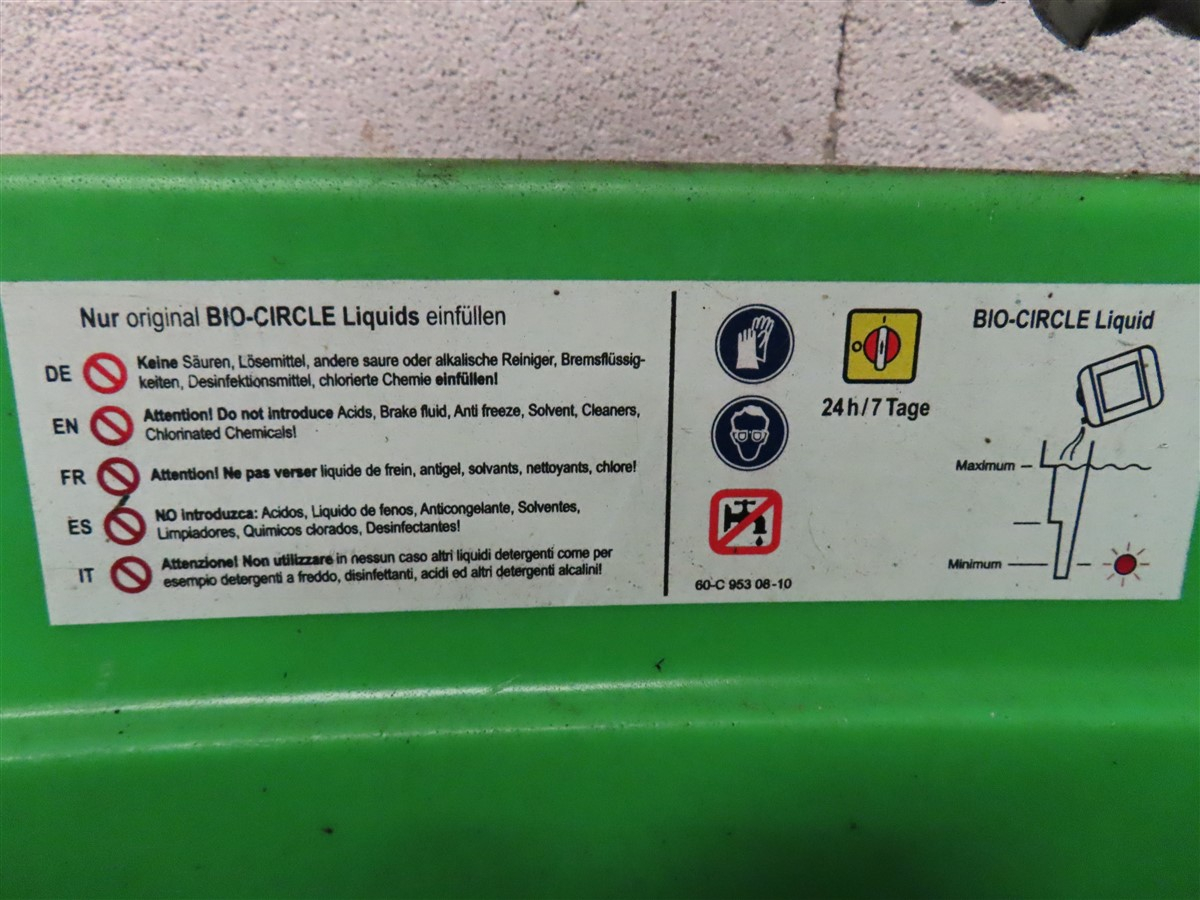 Nur original BIO-CIRCLE Liquids einfüllen
DE Keine Säuren, Lösemittel, andere saure oder alkalische Reiniger, Bremsflüssig-
keiten, Desinfektionsmittel, chlorierte Chemie einfüllen!
EN Attention! Do not introduce Acids, Brake fluid, Anti freeze, Solvent, Cleaners,
Chlorinated Chemicals!
FR Attention! Ne pas verser liquide de frein, antigel, solvants, nettoyants, chlore!
ES NO introduzca: Acidos, Liquido de fenos, Anticongelante, Solventes,
Limpiadores, Quimicos clorados, Desinfectantes!
IT Attenzione! Non utilizzare in nessun caso altri liquidi detergenti come per
esempio detergenti a freddo, disinfettanti, acidi ed altri detergenti alcalini!
60-C 953 08-10
0 I
24h/7 Tage
BIO-CIRCLE Liquid
Maximum
Minimum